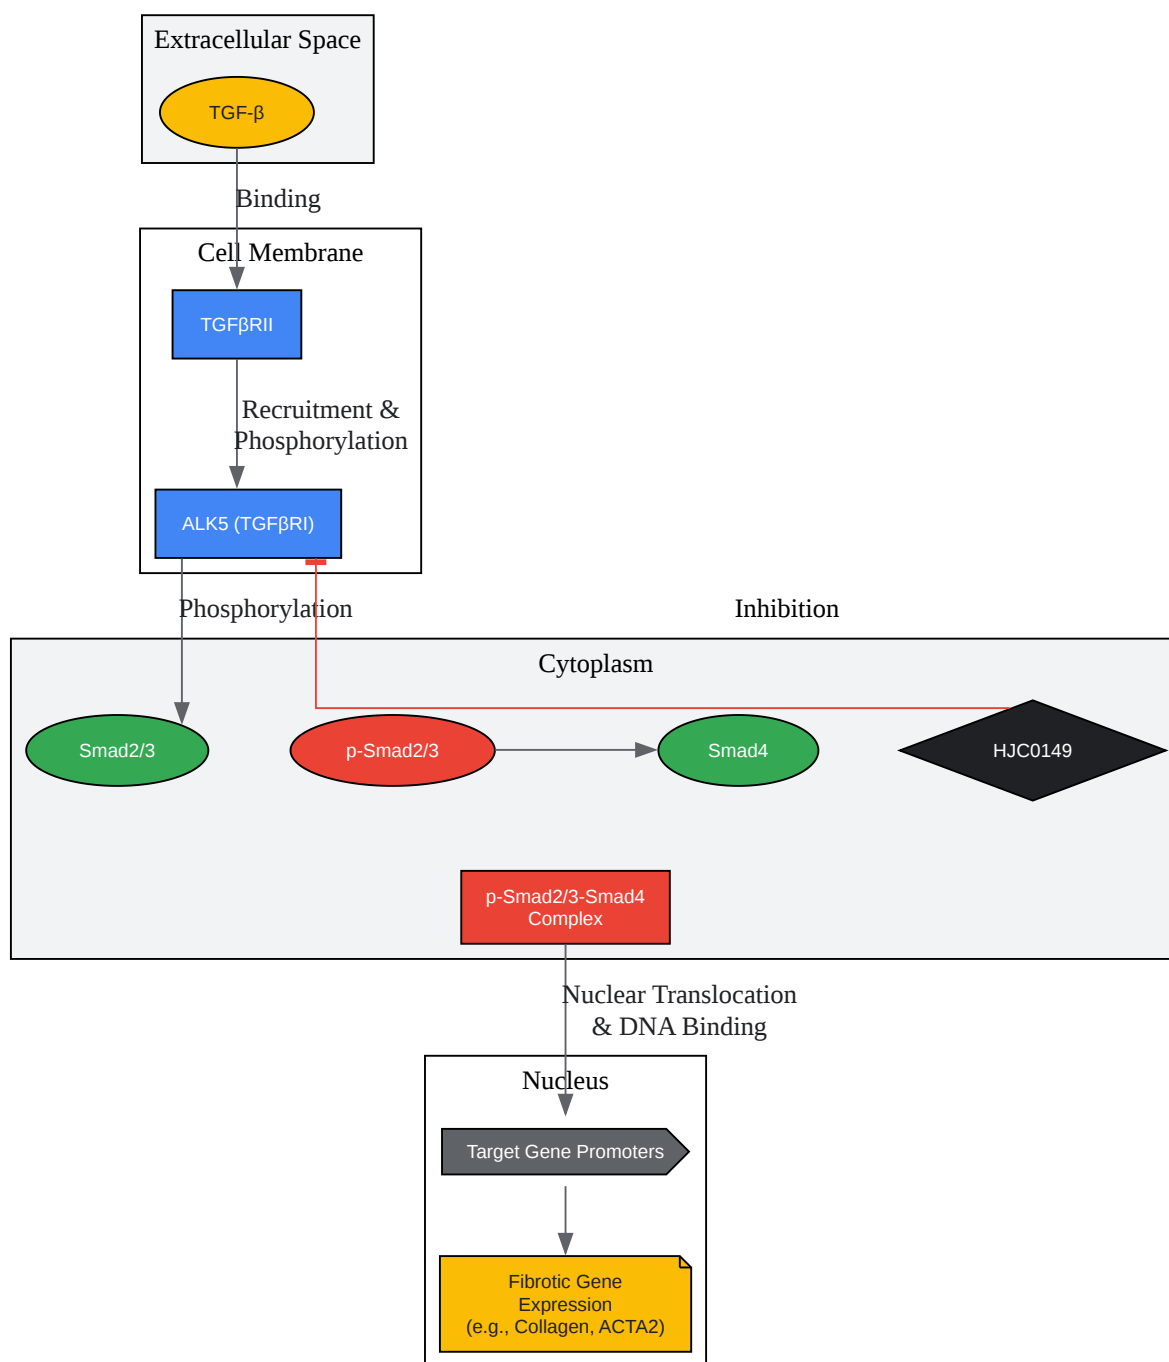 Extracellular Space
TGF-β
Binding
Cell Membrane
TGFβRII
Recruitment &
Phosphorylation
ALK5 (TGFβRI)
Phosphorylation
Inhibition
Cytoplasm
Smad2/3
p-Smad2/3
Smad4
HJC0149
p-Smad2/3-Smad4
Complex
Nuclear Translocation
& DNA Binding
Nucleus
Target Gene Promoters
Fibrotic Gene
Expression
(e.g., Collagen, ACTA2)